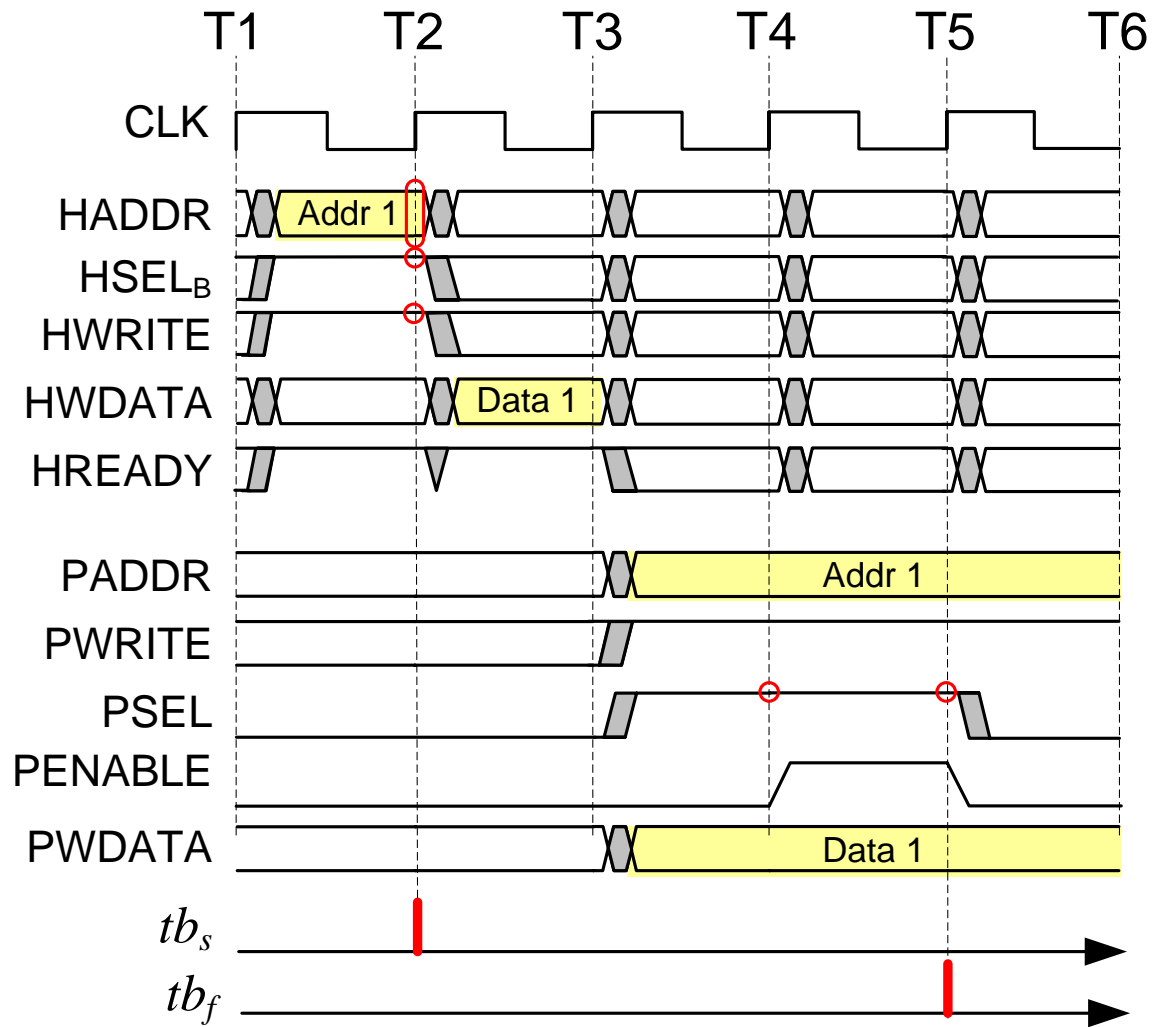 T1 T2 T3 T4 T5 T6
CLK
HADDR Addr 1
HSELB
HWRITE
HWDATA Data 1
HREADY
PADDR Addr 1
PWRITE
PSEL
PENABLE
PWDATA Data 1
tbs
tbf